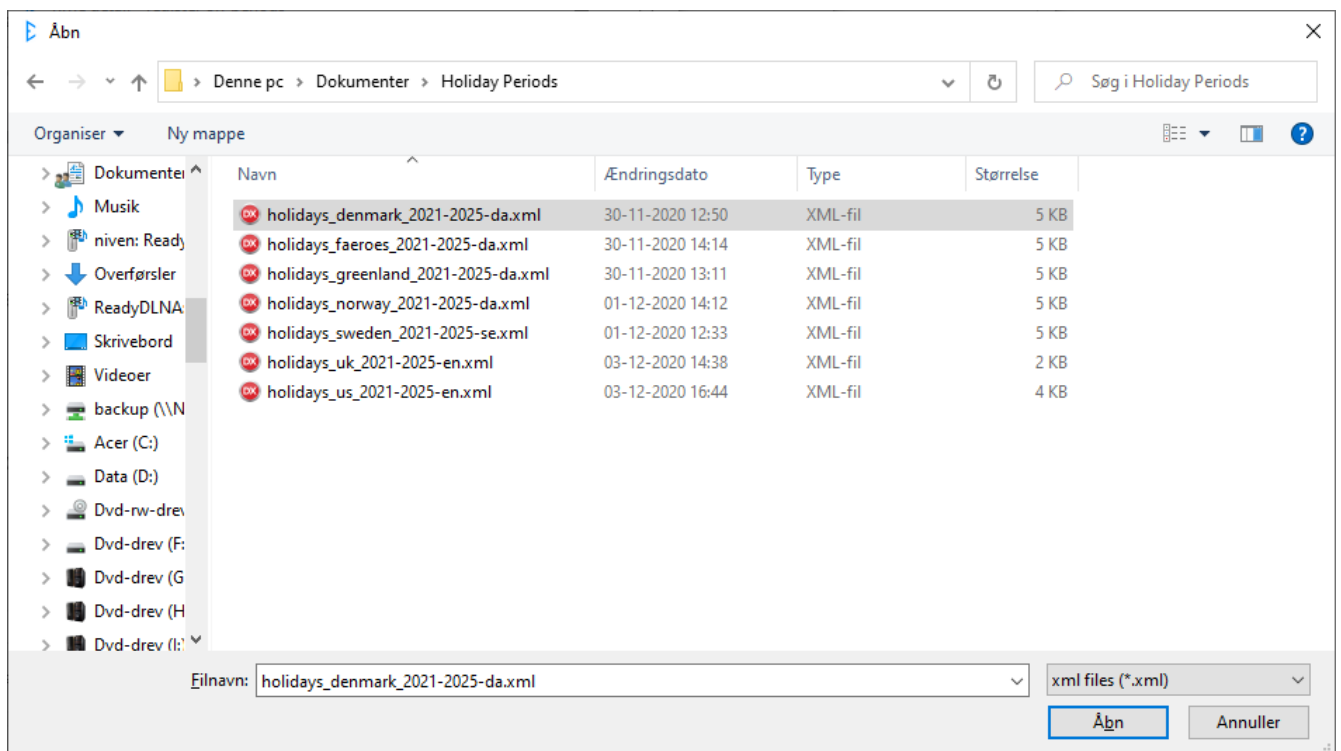 Åbn
Denne pc > Dokumenter > Holiday Periods
Søg i Holiday Periods
Organiser
Ny mappe
Navn
Ændringsdato
Type
Størrelse
Dokumenter
Musik
niven: Ready
Overførsler
ReadyDLNA:
Skrivebord
Videoer
backup (\\N
Acer (C:)
Data (D:)
Dvd-rw-drev
Dvd-drev (F:
Dvd-drev (G
Dvd-drev (H
Dvd-drev (I:)
holidays_denmark_2021-2025-da.xml 30-11-2020 12:50 XML-fil 5 KB
holidays_faeroes_2021-2025-da.xml 30-11-2020 14:14 XML-fil 5 KB
holidays_greenland_2021-2025-da.xml 30-11-2020 13:11 XML-fil 5 KB
holidays_norway_2021-2025-da.xml 01-12-2020 14:12 XML-fil 5 KB
holidays_sweden_2021-2025-se.xml 01-12-2020 12:33 XML-fil 5 KB
holidays_uk_2021-2025-en.xml 03-12-2020 14:38 XML-fil 2 KB
holidays_us_2021-2025-en.xml 03-12-2020 16:44 XML-fil 4 KB
Filnavn: holidays_denmark_2021-2025-da.xml
xml files (*.xml)
Åbn
Annuller